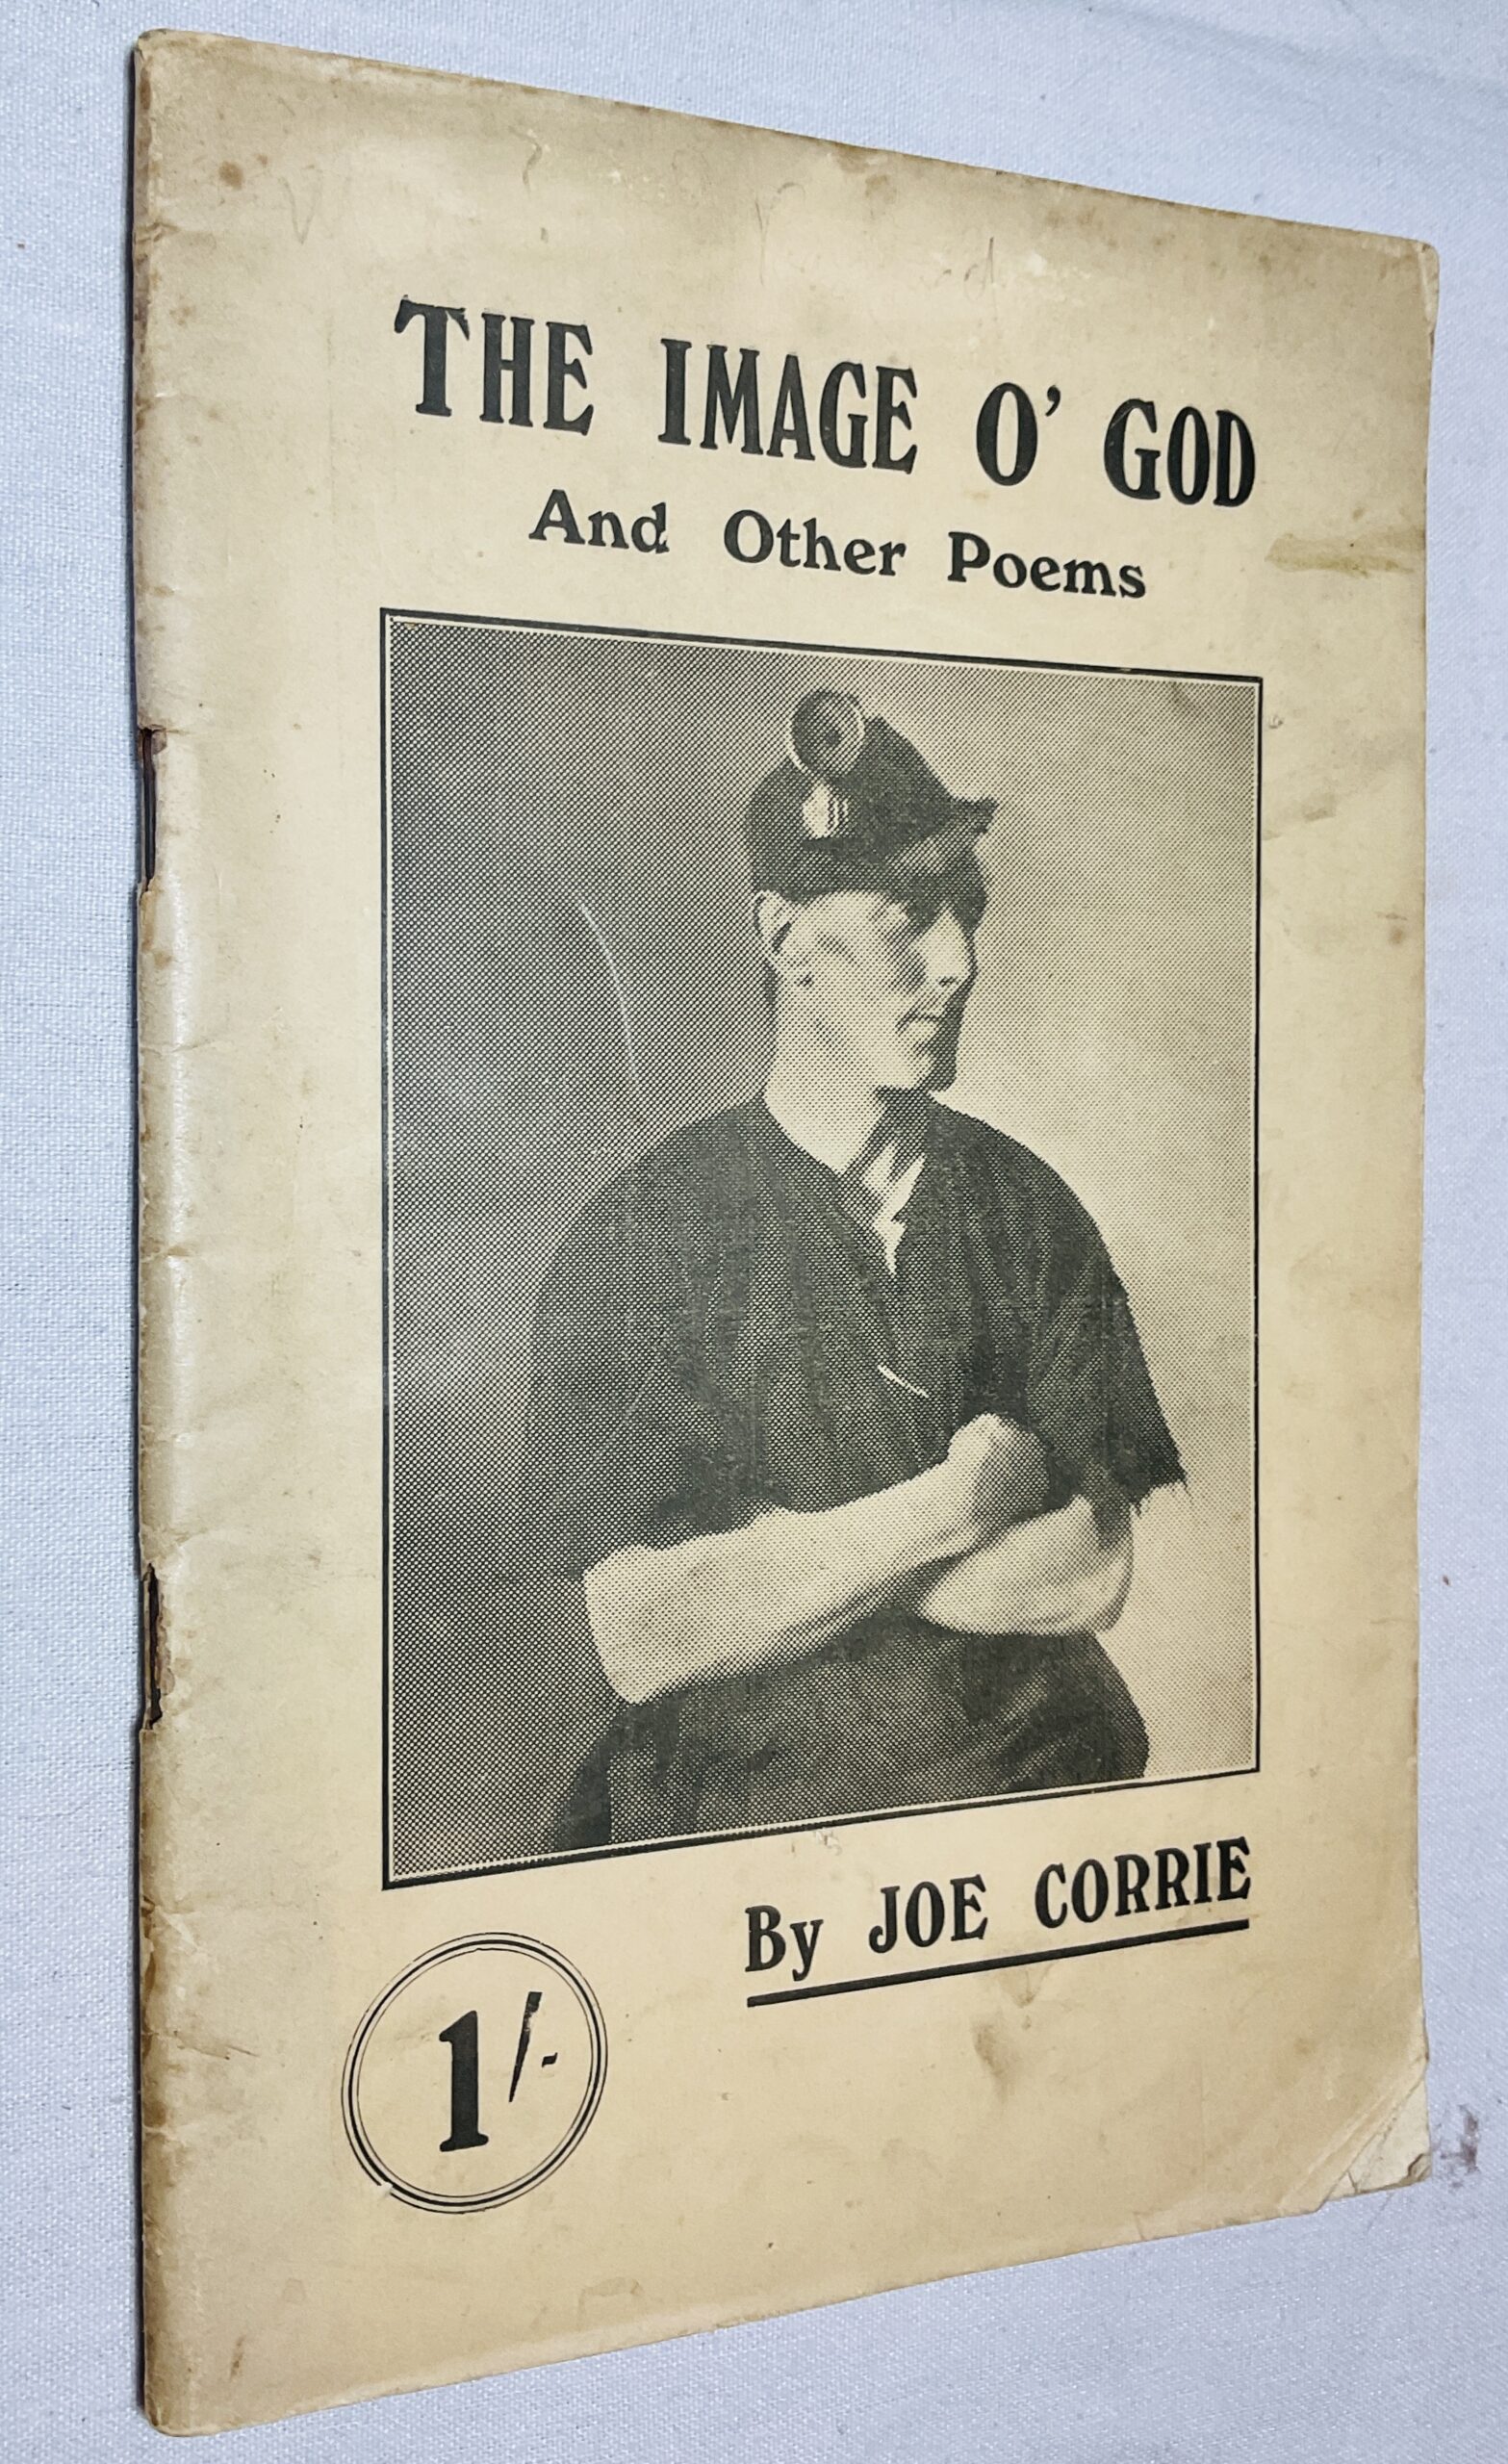 THE IMAGE O' GOD
And Other Poems
By JOE CORRIE
1/-